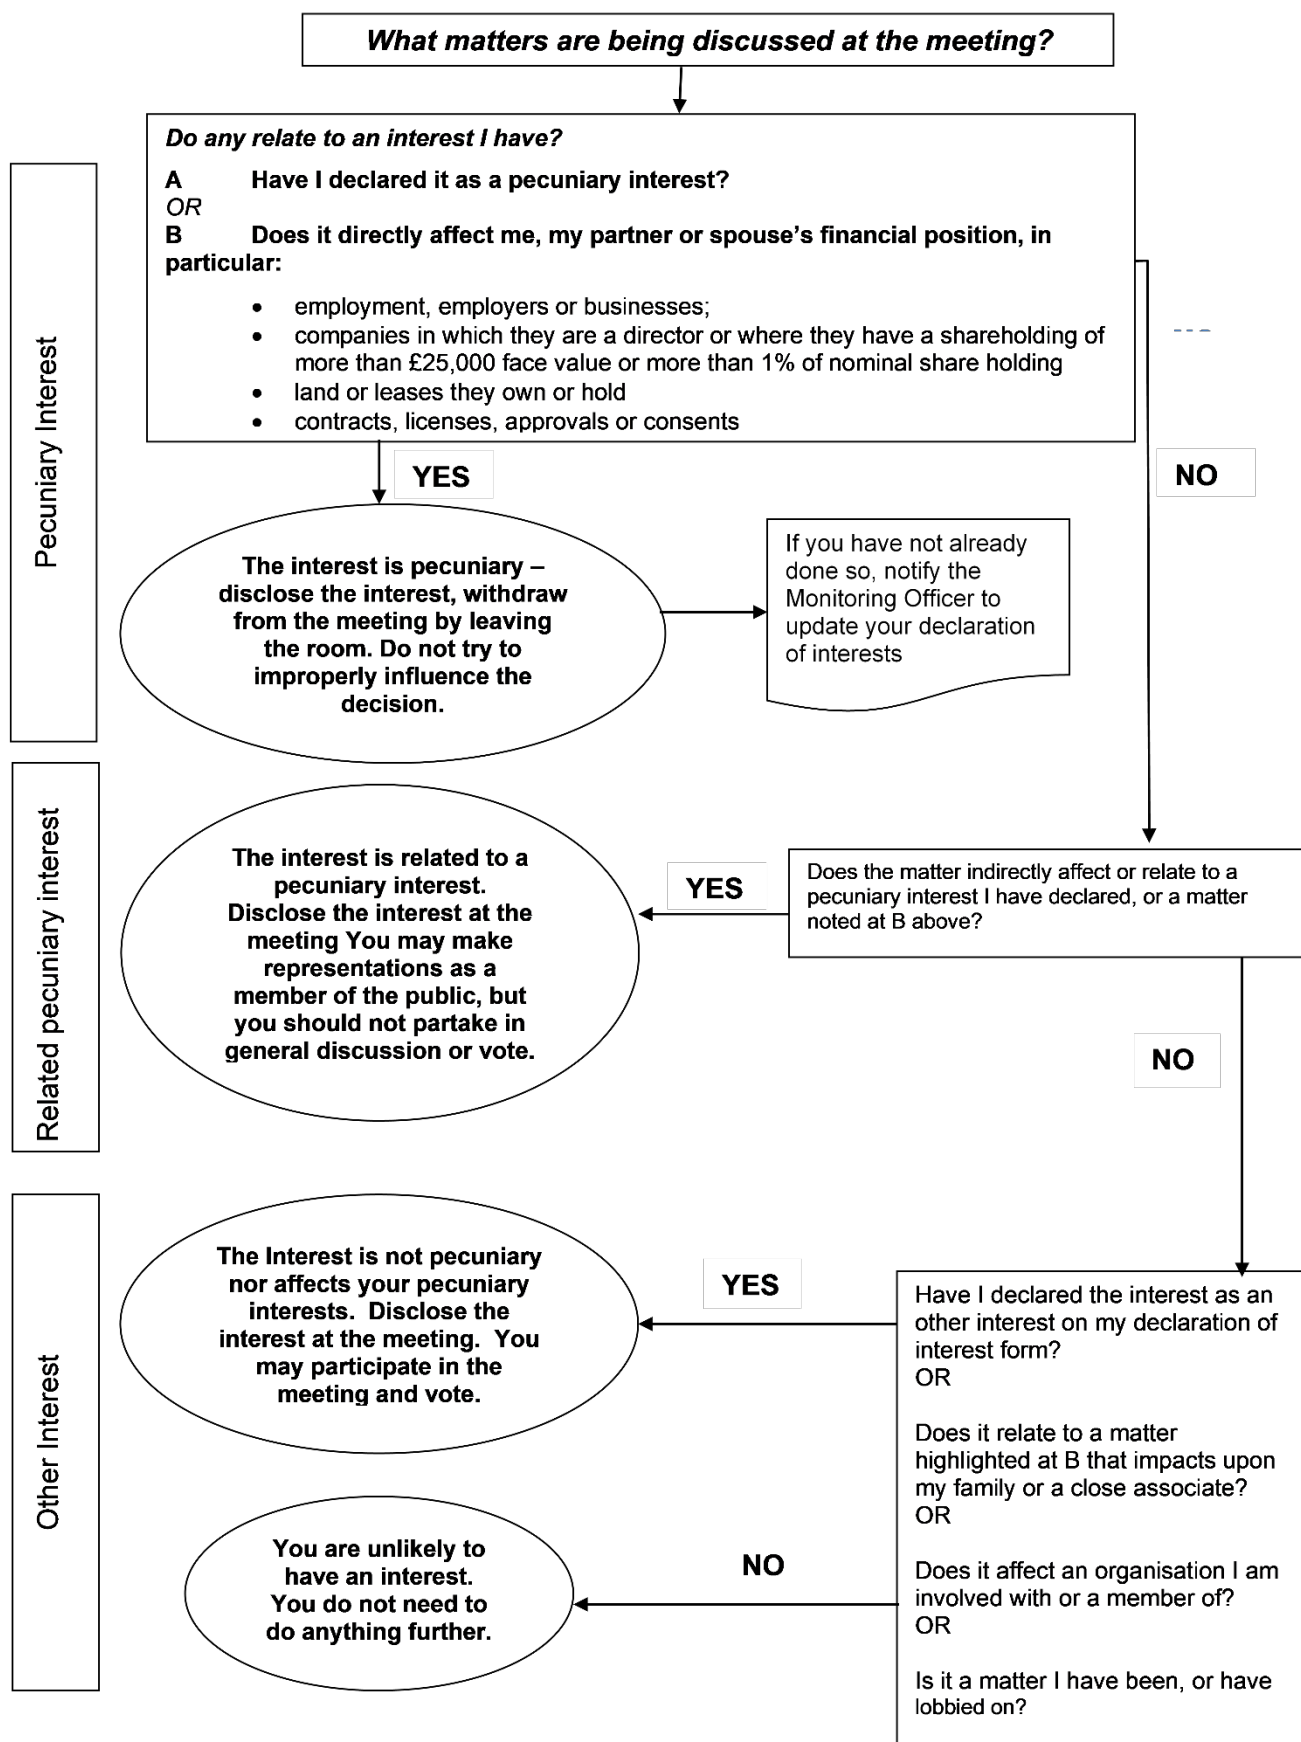 What matters are being discussed at the meeting?
Do any relate to an interest I have?
A Have I declared it as a pecuniary interest?
OR
B Does it directly affect me, my partner or spouse's financial position, in
particular:
• employment, employers or businesses;
• companies in which they are a director or where they have a shareholding of
more than £25,000 face value or more than 1% of nominal share holding
• land or leases they own or hold
• contracts, licenses, approvals or consents
Pecuniary Interest
YES
NO
The interest is pecuniary –
disclose the interest, withdraw
from the meeting by leaving
the room. Do not try to
improperly influence the
decision.
If you have not already
done so, notify the
Monitoring Officer to
update your declaration
of interests
Related pecuniary interest
The interest is related to a
pecuniary interest.
Disclose the interest at the
meeting You may make
representations as a
member of the public, but
you should not partake in
general discussion or vote.
YES
Does the matter indirectly affect or relate to a
pecuniary interest I have declared, or a matter
noted at B above?
NO
Other Interest
The Interest is not pecuniary
nor affects your pecuniary
interests. Disclose the
interest at the meeting. You
may participate in the
meeting and vote.
YES
Have I declared the interest as an
other interest on my declaration of
interest form?
OR
Does it relate to a matter
highlighted at B that impacts upon
my family or a close associate?
OR
Does it affect an organisation I am
involved with or a member of?
OR
Is it a matter I have been, or have
lobbied on?
NO
You are unlikely to
have an interest.
You do not need to
do anything further.